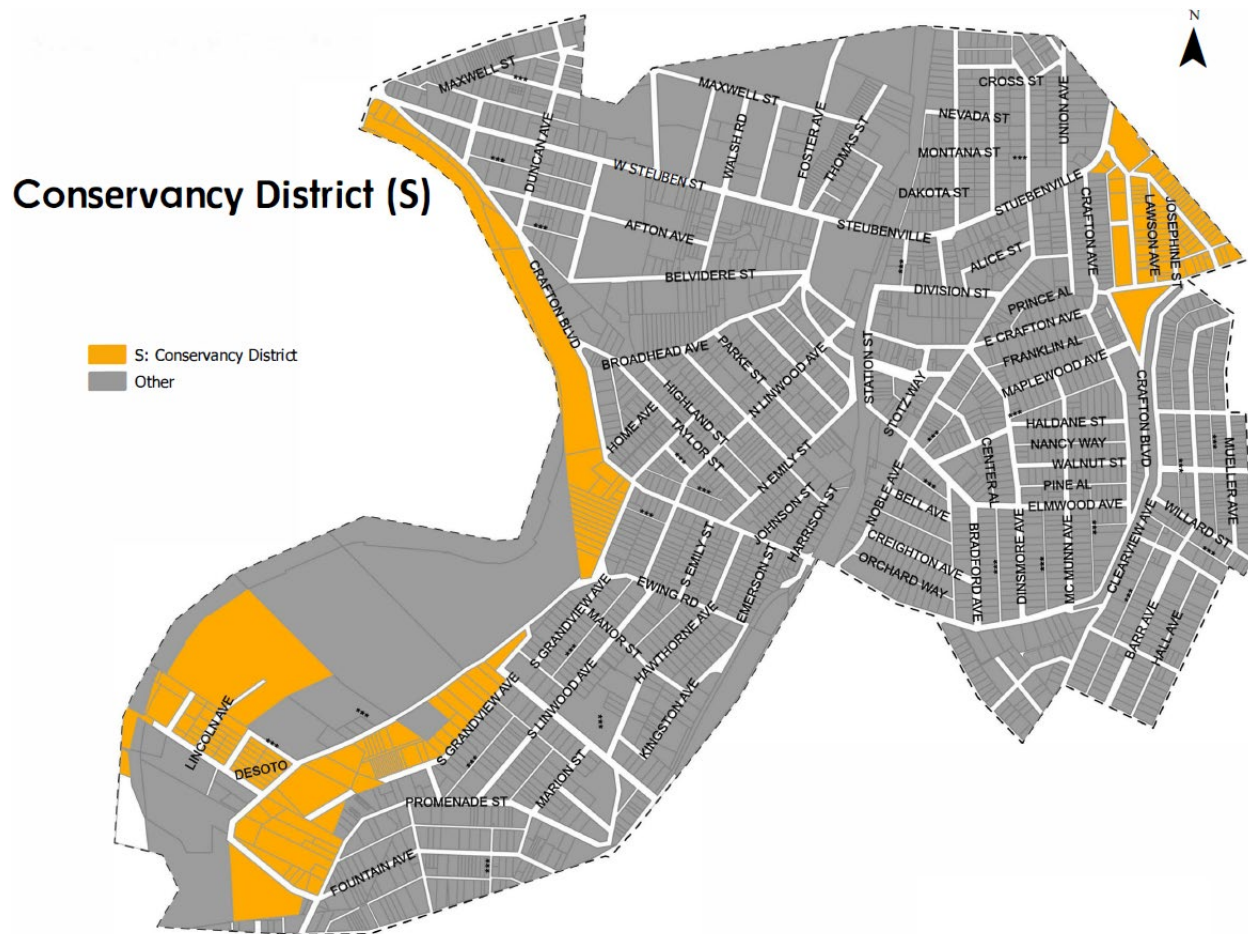 N
Conservancy District (S)
S: Conservancy District
Other
MAXWELL ST
***
DUNCAN AVE
***
***
MAXWELL ST
WALSH RD
FOSTER AVE
THOMAS ST
W STEUBEN ST
AFTON AVE
BELVIDERE ST
CROSS ST
UNION AVE
NEVADA ST
MONTANA ST
***
DAKOTA ST
STUEBENVILLE
STEUBENVILLE
CRAFTON AVE
LAWSON AVE
JOSEPHINE ST
ALICE ST
***
DIVISION ST
CRAFTON BLVD
BROADHEAD AVE
PARKE ST
N LINWOOD AVE
STATION ST
PRINCE AL
E CRAFTON AVE
FRANKLIN AL
MAPLEWOOD AVE
STOTZ WAY
HIGHLAND ST
HOME AVE
TAYLOR ST
***
***
***
N EMILY ST
***
***
HALDANE ST
NANCY WAY
WALNUT ST
PINE AL
ELMWOOD AVE
CENTER AL
CRAFTON BLVD
***
***
MUELLER AVE
***
NOBLE AVE
BELL AVE
CREIGHTON AVE
ORCHARD WAY
BRADFORD AVE
***
DINSMORE AVE
***
MC MUNN AVE
***
WILLARD ST
***
CLEARVIEW AVE
***
BARR AVE
HALL AVE
JOHNSON ST
HARRISON ST
S EMILY ST
EMERSON ST
EWING RD
S GRANDVIEW AVE
MANOR ST
***
HAWTHORNE AVE
S LINWOOD AVE
***
KINGSTON AVE
S GRANDVIEW AVE
***
MARION ST
PROMENADE ST
***
FOUNTAIN AVE
LINCOLN AVE
***
***
DESOTO